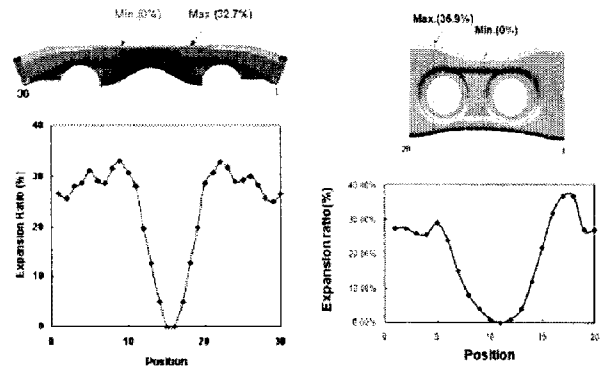 Min.(0%) Max.(32.7%)
30 1
Expansion Ratio (%)
40
30
20
10
0
0 10 20 30
Position
Max.(36.9%)
Min.(0%)
20 1
Expansion ratio(%)
40.00%
30.00%
20.00%
10.00%
0.00%
0 5 10 15 20
Position